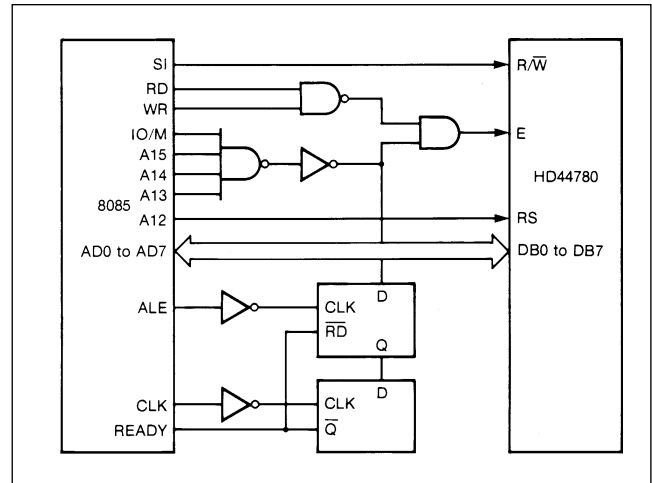 SI
R/W̅
RD
WR
IO/M
E
A15
A14
HD44780
A13
8085
A12
RS
AD0 to AD7
DB0 to DB7
D
ALE
CLK
R̅D̅
Q
D
CLK
CLK
READY
Q̅